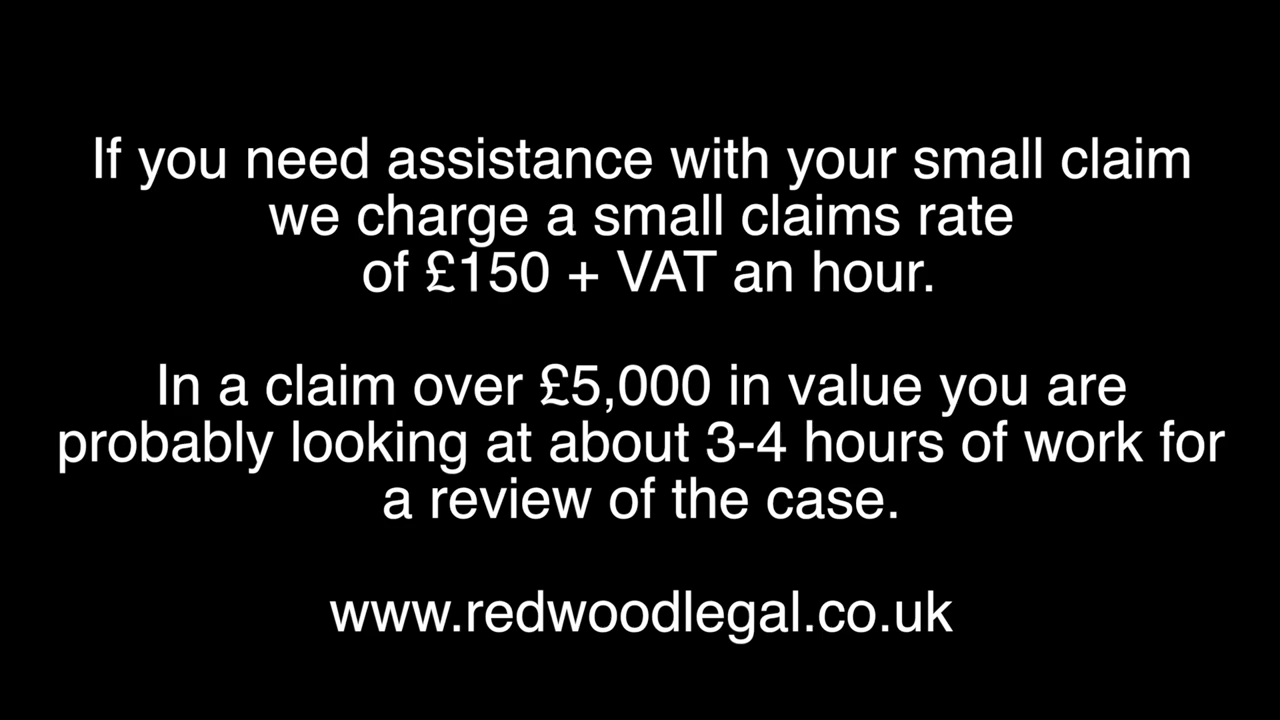 If you need assistance with your small claim
we charge a small claims rate
of £150 + VAT an hour.
In a claim over £5,000 in value you are
probably looking at about 3-4 hours of work for
a review of the case.
www.redwoodlegal.co.uk